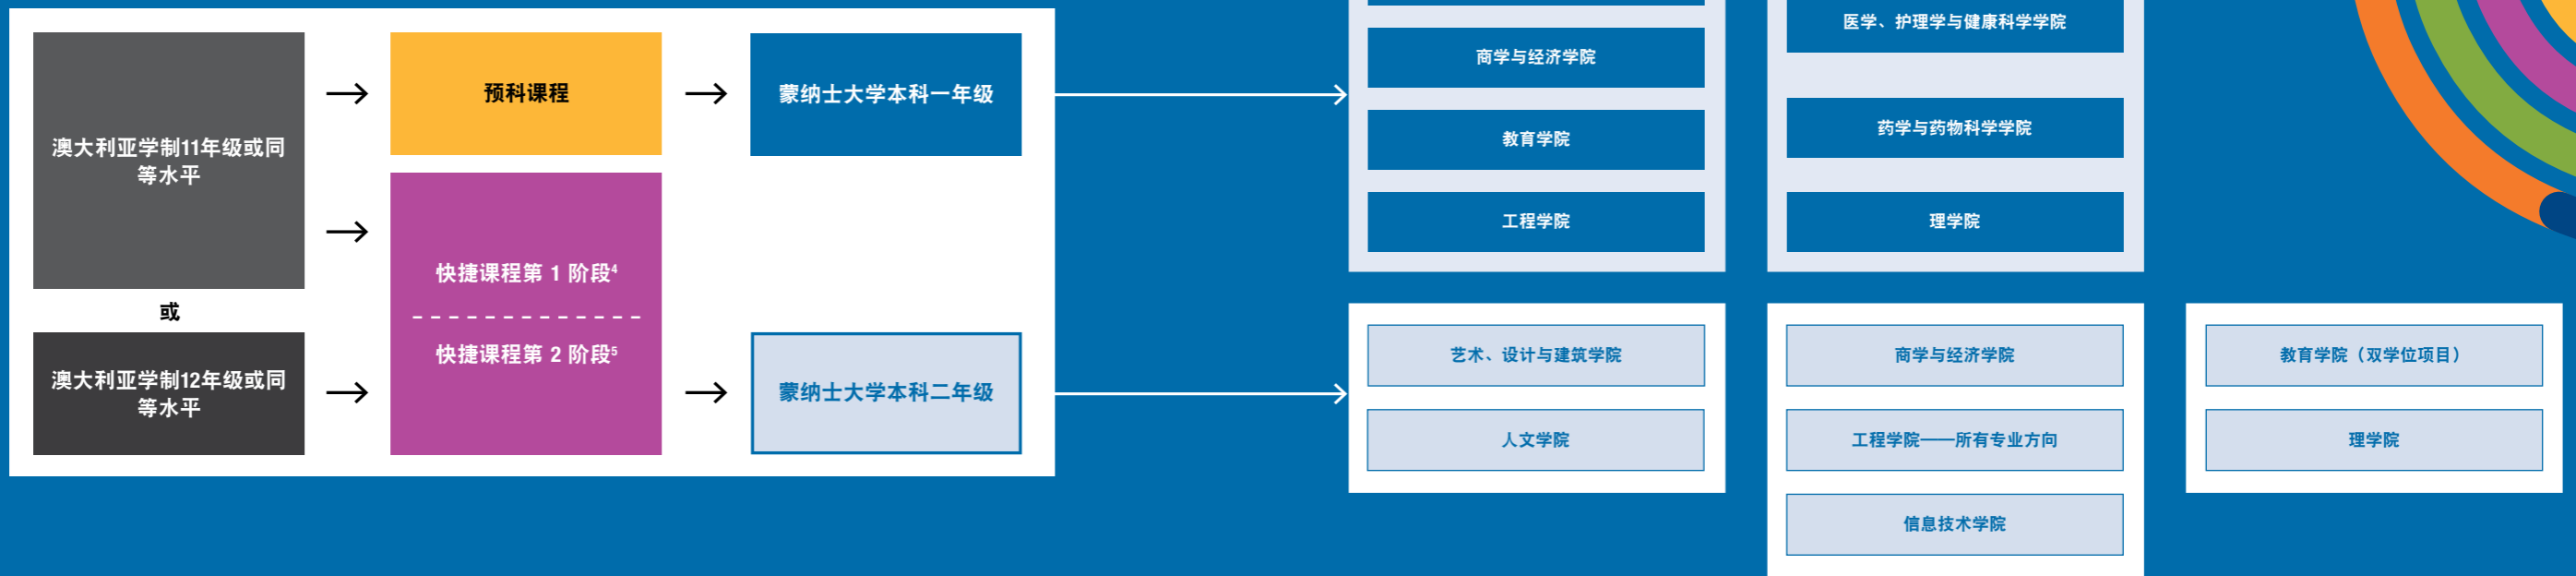 澳大利亚学制11年级或同
等水平
或
澳大利亚学制12年级或同
等水平
预科课程
快捷课程第 1 阶段⁴
快捷课程第 2 阶段⁵
蒙纳士大学本科一年级
蒙纳士大学本科二年级
商学与经济学院
教育学院
工程学院
医学、护理学与健康科学学院
药学与药物科学学院
理学院
艺术、设计与建筑学院
人文学院
商学与经济学院
工程学院——所有专业方向
信息技术学院
教育学院（双学位项目）
理学院